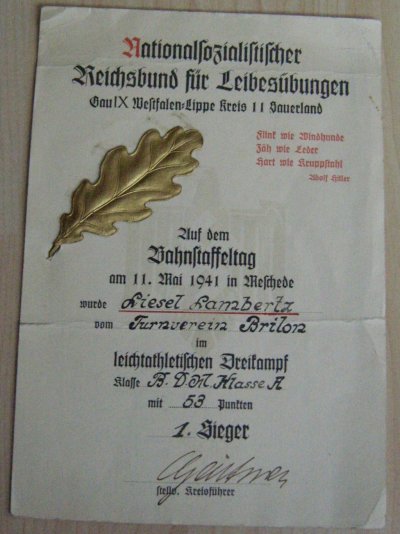 Nationalsozialistischer
Reichsbund für Leibesübungen
Gau IX Westfalen-Lippe Kreis 11 Sauerland
Flink wie Windhunde
Zäh wie Leder
Hart wie Kruppstahl
Adolf Hitler
Auf dem
Bahnstaffeltag
am 11. Mai 1941 in Meschede
wurde Liesel Lambertz
vom Turnverein Brilon
im
leichtathletischen Dreikampf
Klasse B.D.M. Klasse A
mit 53 Punkten
1. Sieger
stellv. Kreisführer